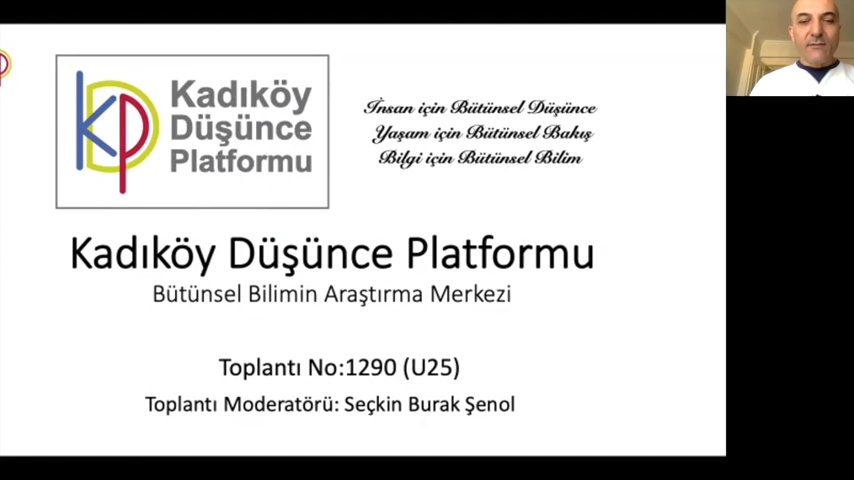 Kadıköy
Düşünce
Platformu
İnsan için Bütünsel Düşünce
Yaşam için Bütünsel Bakış
Bilgi için Bütünsel Bilim
Kadıköy Düşünce Platformu
Bütünsel Bilimin Araştırma Merkezi
Toplantı No:1290 (U25)
Toplantı Moderatörü: Seçkin Burak Şenol